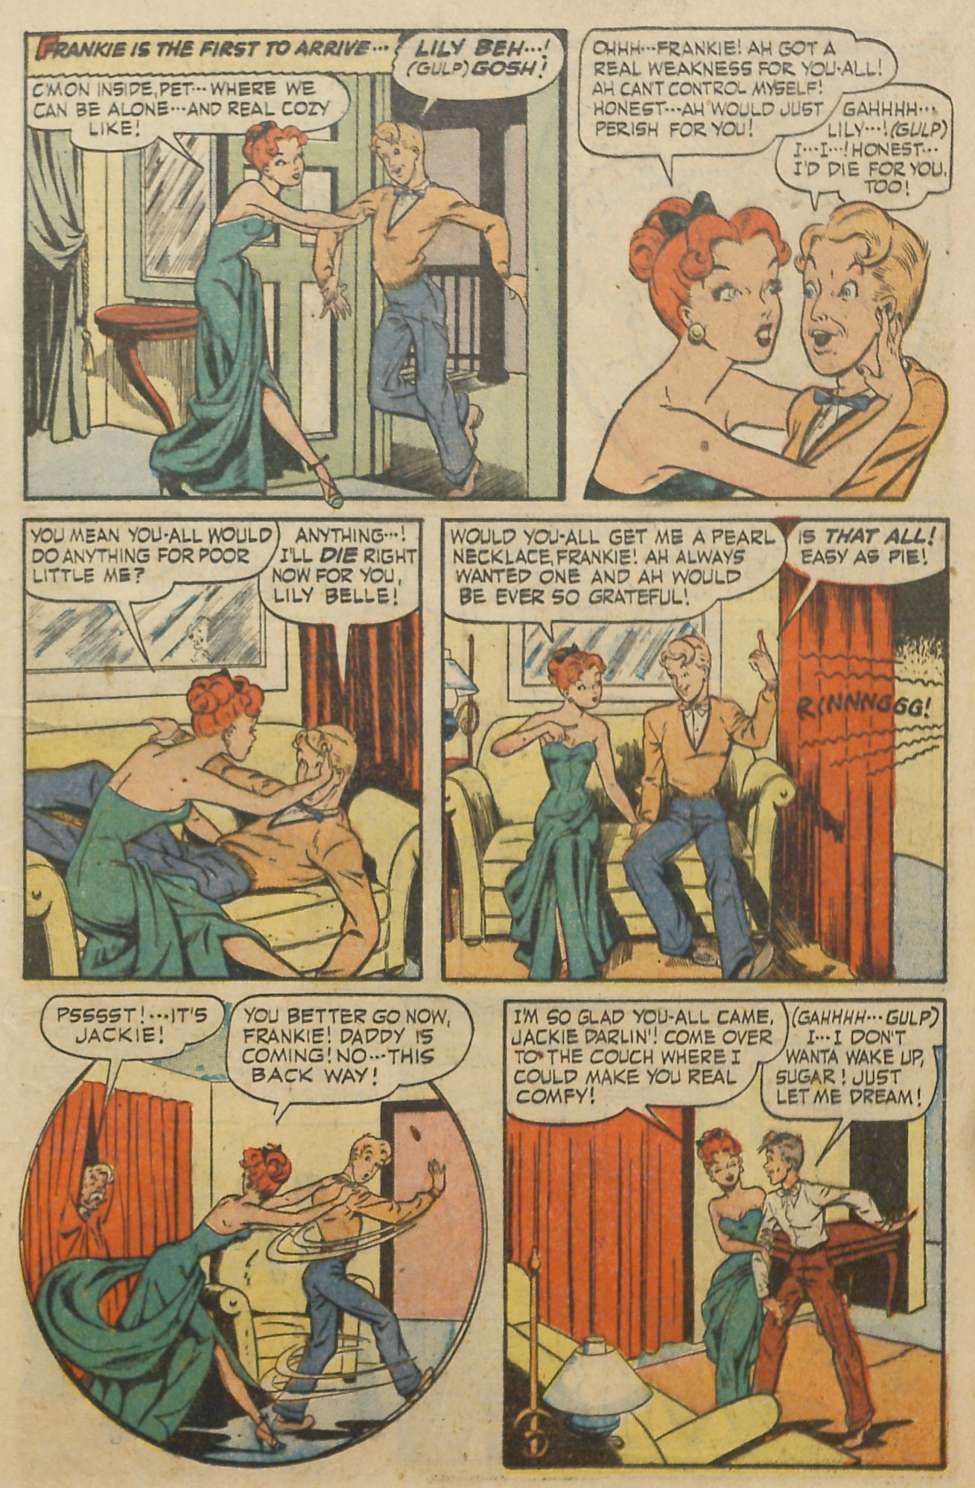 FRANKIE IS THE FIRST TO ARRIVE...
LILY BEH...!
(GULP) GOSH!
C'MON INSIDE, PET... WHERE WE
CAN BE ALONE... AND REAL COZY
LIKE!
OHHH... FRANKIE! AH GOT A
REAL WEAKNESS FOR YOU-ALL!
AH CAN'T CONTROL MYSELF!
HONEST... AH WOULD JUST
PERISH FOR YOU!
GAHHHH...
LILY...! (GULP)
I...I...! HONEST...
I'D DIE FOR YOU,
TOO!
YOU MEAN YOU-ALL WOULD
DO ANYTHING FOR POOR
LITTLE ME?
ANYTHING...!
I'LL DIE RIGHT
NOW FOR YOU,
LILY BELLE!
WOULD YOU-ALL GET ME A PEARL
NECKLACE, FRANKIE! AH ALWAYS
WANTED ONE AND AH WOULD
BE EVER SO GRATEFUL!
IS THAT ALL!
EASY AS PIE!
RINNNNGGG!
PSSSST!... IT'S
JACKIE!
YOU BETTER GO NOW,
FRANKIE! DADDY IS
COMING! NO... THIS
BACK WAY!
I'M SO GLAD YOU-ALL CAME,
JACKIE DARLIN'! COME OVER
TO THE COUCH WHERE I
COULD MAKE YOU REAL
COMFY!
(GAHHHH... GULP)
I...I DON'T
WANTA WAKE UP,
SUGAR! JUST
LET ME DREAM!